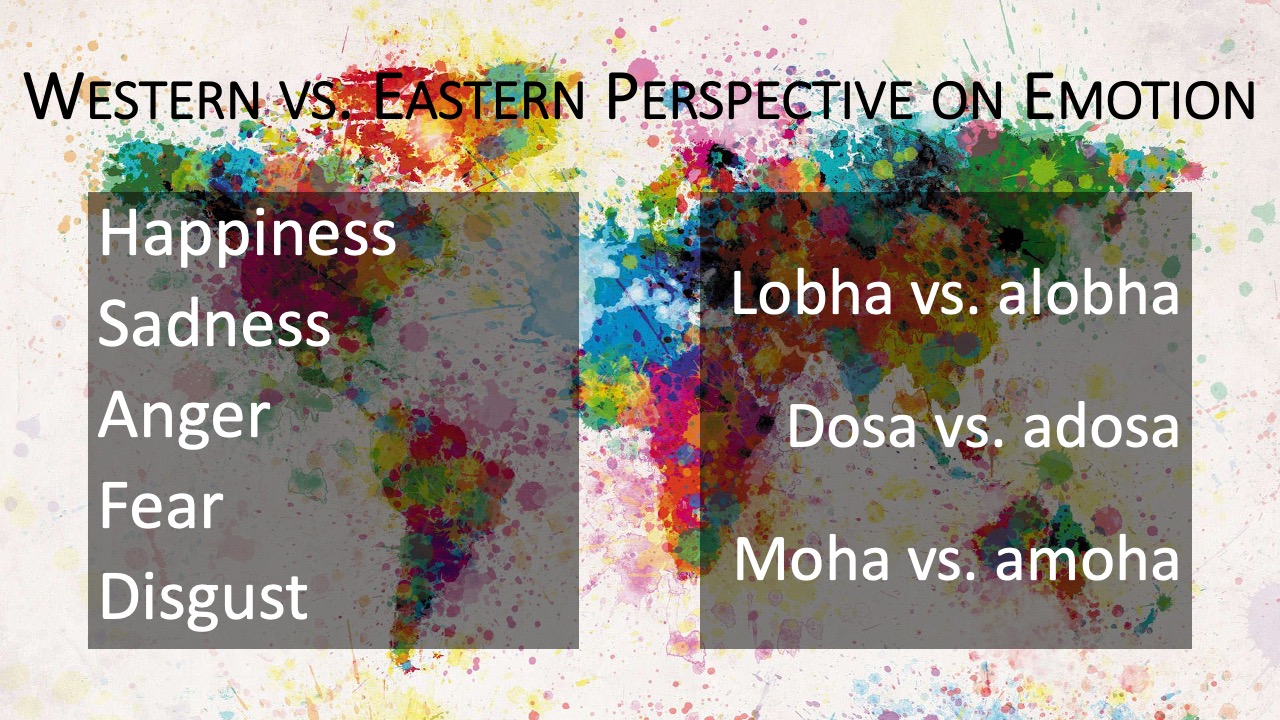 Western vs. Eastern Perspective on Emotion
Happiness
Sadness
Anger
Fear
Disgust
Lobha vs. alobha
Dosa vs. adosa
Moha vs. amoha